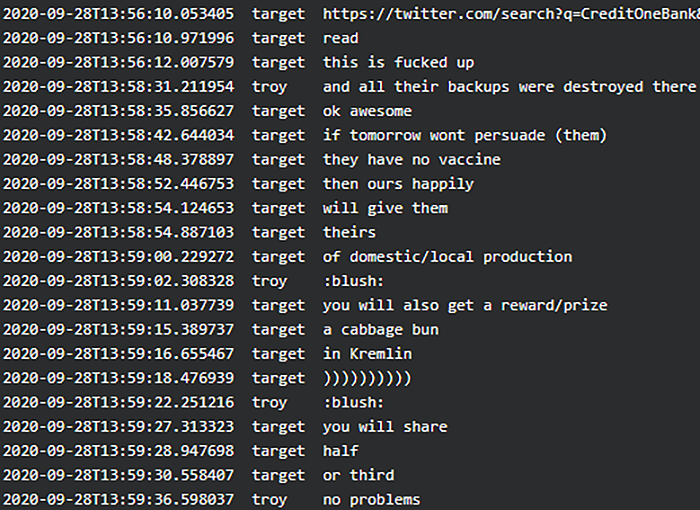 2020-09-28T13:56:10.053405 target https://twitter.com/search?q=CreditOneBank&
2020-09-28T13:56:10.971996 target read
2020-09-28T13:56:12.007579 target this is fucked up
2020-09-28T13:58:31.211954 troy and all their backups were destroyed there
2020-09-28T13:58:35.856627 target ok awesome
2020-09-28T13:58:42.644034 target if tomorrow wont persuade (them)
2020-09-28T13:58:48.378897 target they have no vaccine
2020-09-28T13:58:52.446753 target then ours happily
2020-09-28T13:58:54.124653 target will give them
2020-09-28T13:58:54.887103 target theirs
2020-09-28T13:59:00.229272 target of domestic/local production
2020-09-28T13:59:02.308328 troy :blush:
2020-09-28T13:59:11.037739 target you will also get a reward/prize
2020-09-28T13:59:15.389737 target a cabbage bun
2020-09-28T13:59:16.655467 target in Kremlin
2020-09-28T13:59:18.476939 target ))))))))))
2020-09-28T13:59:22.251216 troy :blush:
2020-09-28T13:59:27.313323 target you will share
2020-09-28T13:59:28.947698 target half
2020-09-28T13:59:30.558407 target or third
2020-09-28T13:59:36.598037 troy no problems